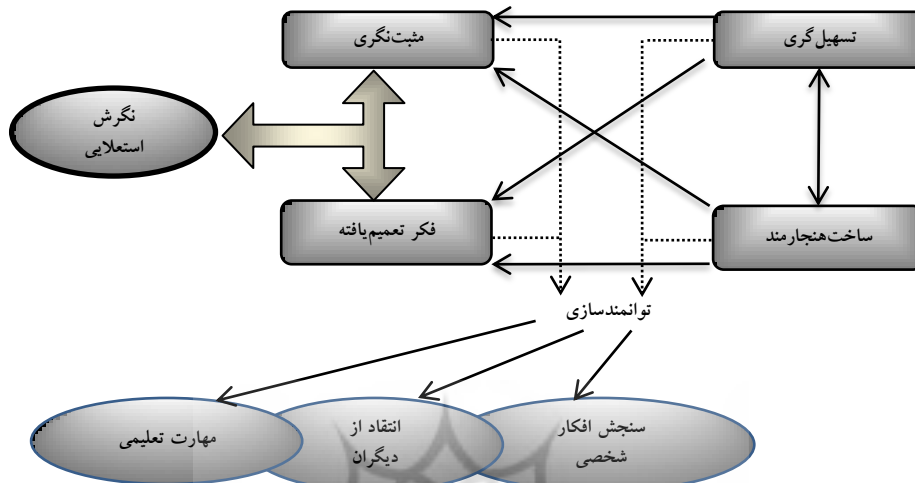 تسهیل‌گری
مثبت‌نگری
نگرش
استعلایی
ساخت‌هنجارمند
فکر تعمیم‌یافته
توانمندسازی
سنجش افکار
شخصی
انتقاد از
دیگران
مهارت تعلیمی